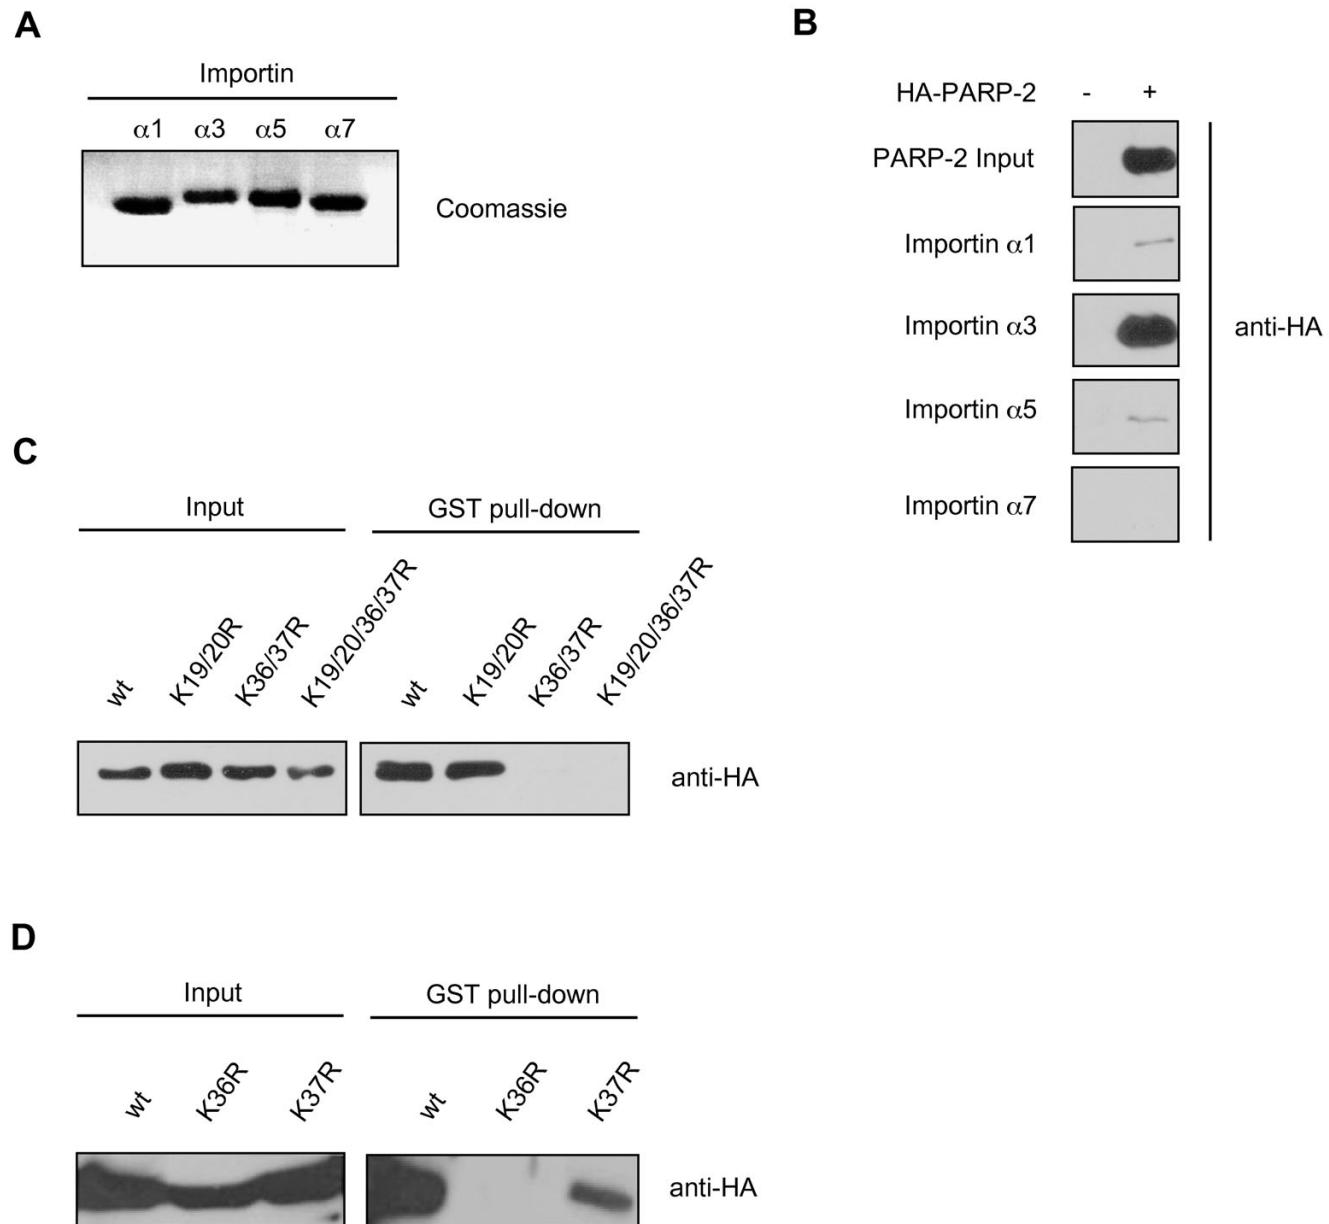 A
Importin
α1 α3 α5 α7
Coomassie
B
HA-PARP-2 - +
PARP-2 Input
Importin α1
Importin α3
Importin α5
Importin α7
anti-HA
C
Input
GST pull-down
wt K19/20R K36/37R K19/20/36/37R
wt K19/20R K36/37R K19/20/36/37R
anti-HA
D
Input
GST pull-down
wt K36R K37R
wt K36R K37R
anti-HA